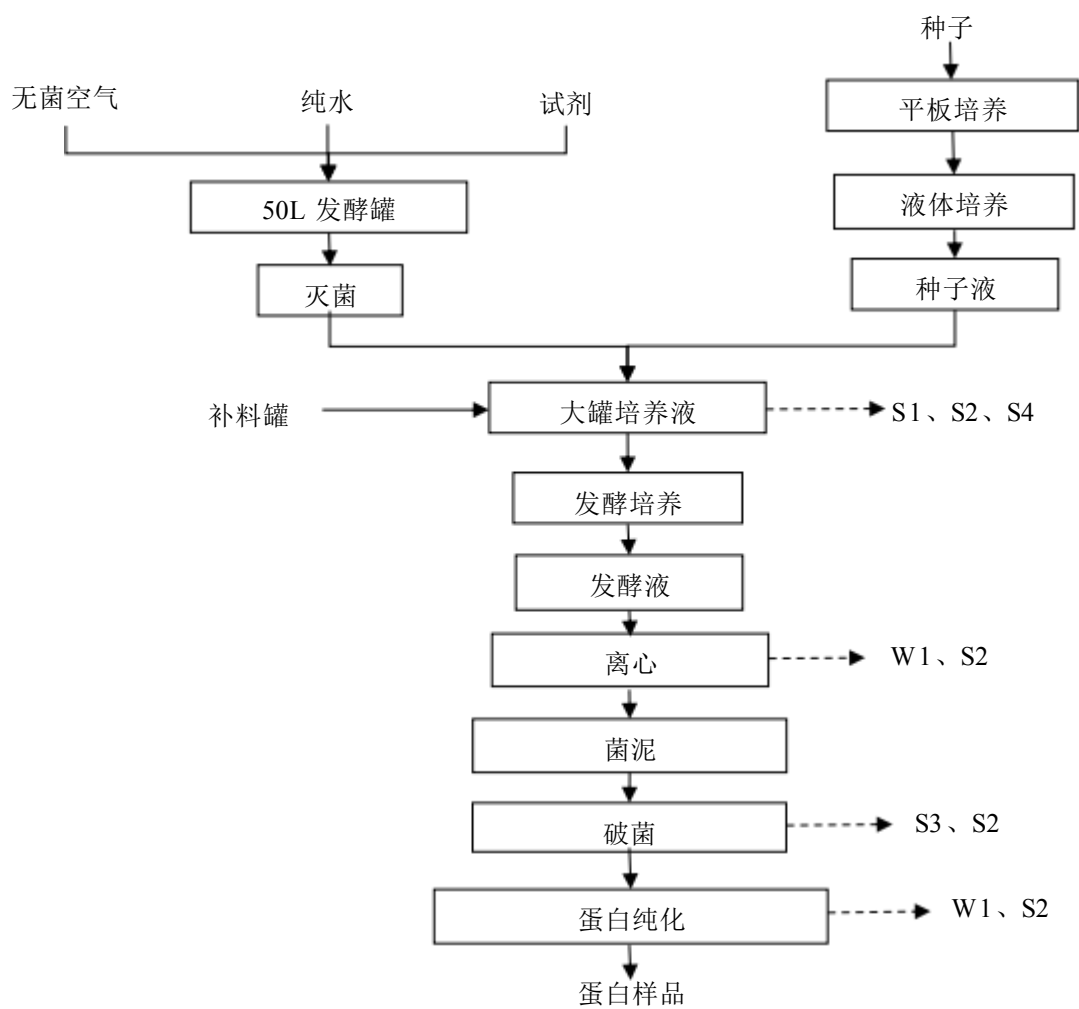 种子
无菌空气
纯水
试剂
平板培养
50L 发酵罐
液体培养
灭菌
种子液
补料罐
大罐培养液
S1、S2、S4
发酵培养
发酵液
离心
W1、S2
菌泥
破菌
S3、S2
蛋白纯化
W1、S2
蛋白样品